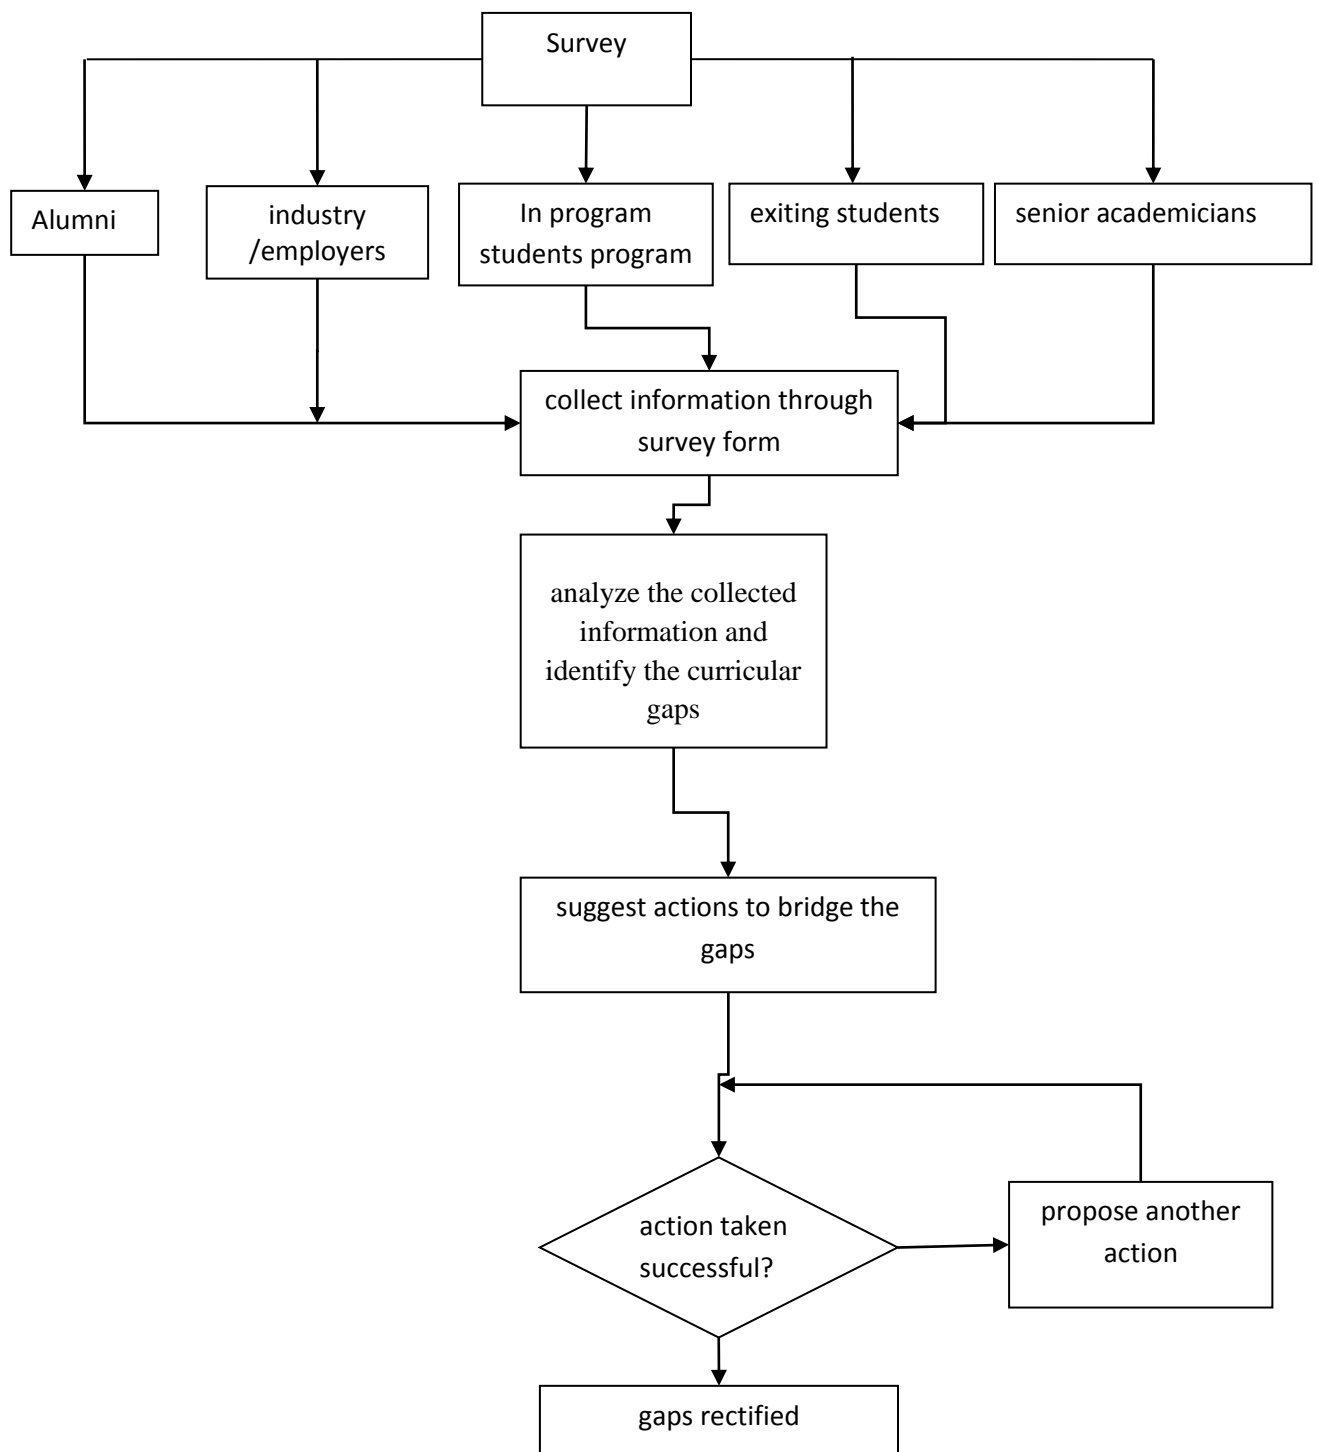 Survey
Alumni
industry
/employers
In program
students program
exiting students
senior academicians
collect information through
survey form
analyze the collected
information and
identify the curricular
gaps
suggest actions to bridge the
gaps
action taken
successful?
propose another
action
gaps rectified